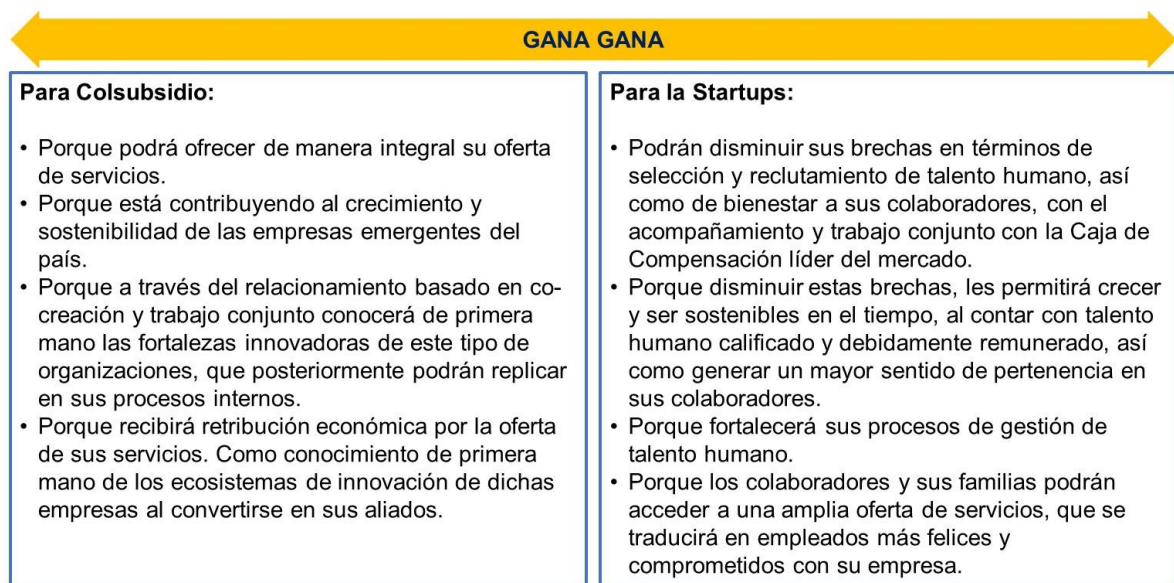 GANA GANA
Para Colsubsidio:
• Porque podrá ofrecer de manera integral su oferta
de servicios.
• Porque está contribuyendo al crecimiento y
sostenibilidad de las empresas emergentes del
país.
• Porque a través del relacionamiento basado en co-
creación y trabajo conjunto conocerá de primera
mano las fortalezas innovadoras de este tipo de
organizaciones, que posteriormente podrán replicar
en sus procesos internos.
• Porque recibirá retribución económica por la oferta
de sus servicios. Como conocimiento de primera
mano de los ecosistemas de innovación de dichas
empresas al convertirse en sus aliados.
Para la Startups:
• Podrán disminuir sus brechas en términos de
selección y reclutamiento de talento humano, así
como de bienestar a sus colaboradores, con el
acompañamiento y trabajo conjunto con la Caja de
Compensación líder del mercado.
• Porque disminuir estas brechas, les permitirá crecer
y ser sostenibles en el tiempo, al contar con talento
humano calificado y debidamente remunerado, así
como generar un mayor sentido de pertenencia en
sus colaboradores.
• Porque fortalecerá sus procesos de gestión de
talento humano.
• Porque los colaboradores y sus familias podrán
acceder a una amplia oferta de servicios, que se
traducirá en empleados más felices y
comprometidos con su empresa.